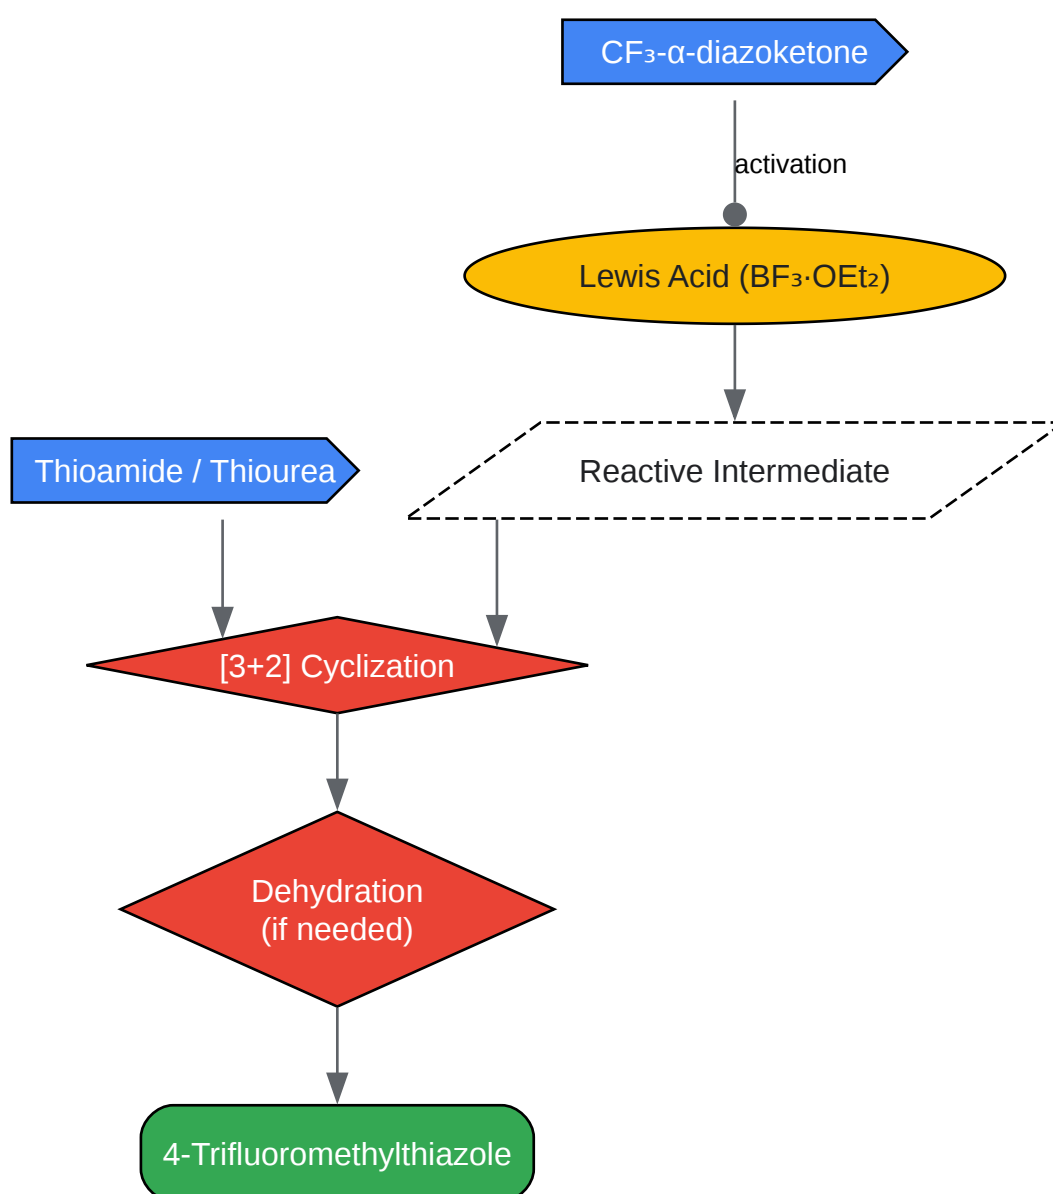 CF₃-α-diazoketone
activation
Lewis Acid (BF₃·OEt₂)
Thioamide / Thiourea
Reactive Intermediate
[3+2] Cyclization
Dehydration
(if needed)
4-Trifluoromethylthiazole